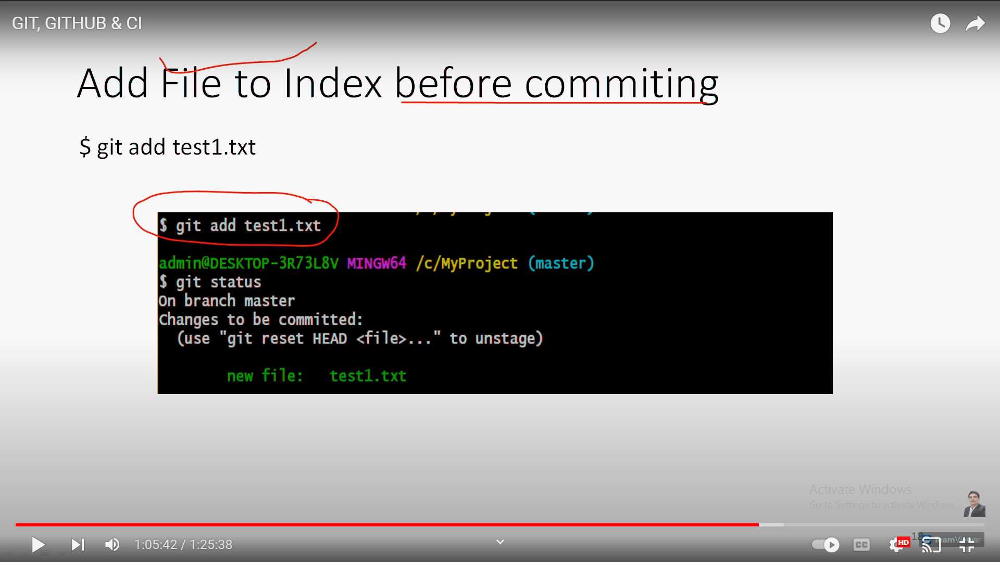 GIT, GITHUB & CI
Add File to Index before commiting
$ git add test1.txt
$ git add test1.txt
admin@DESKTOP-3R73L8V MINGW64 /c/MyProject (master)
$ git status
On branch master
Changes to be committed:
(use "git reset HEAD <file>..." to unstage)
new file: test1.txt
Activate Windows
Go to Settings to activate Windows.
1:05:42 / 1:25:38
CC
HD
18
TeamViewer